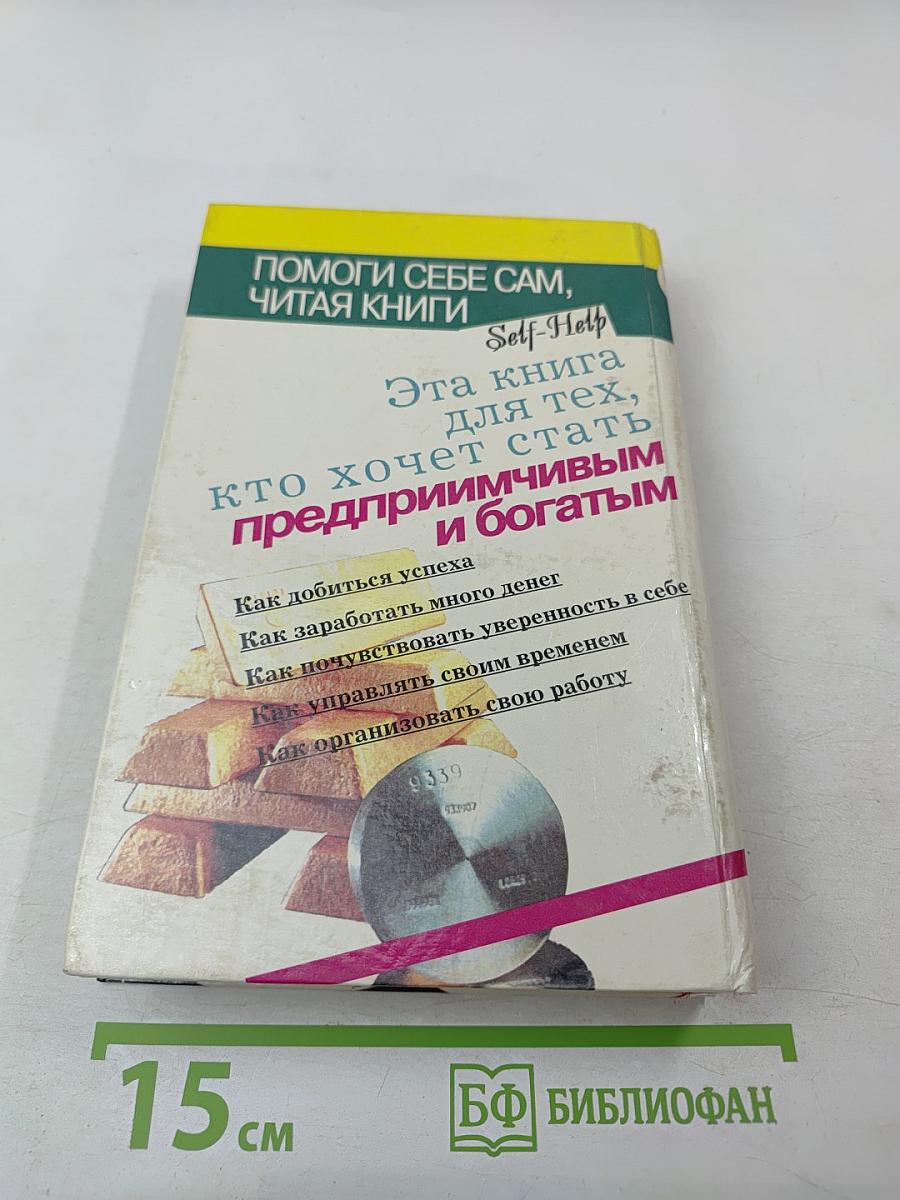 ПОМОГИ СЕБЕ САМ,
ЧИТАЯ КНИГИ
Self-Help
Эта книга
для тех,
кто хочет стать
предприимчивым
и богатым
Как добиться успеха
Как заработать много денег
Как почувствовать уверенность в себе
Как управлять своим временем
Как организовать свою работу
9339
933907
15 см
БФ БИБЛИОФАН